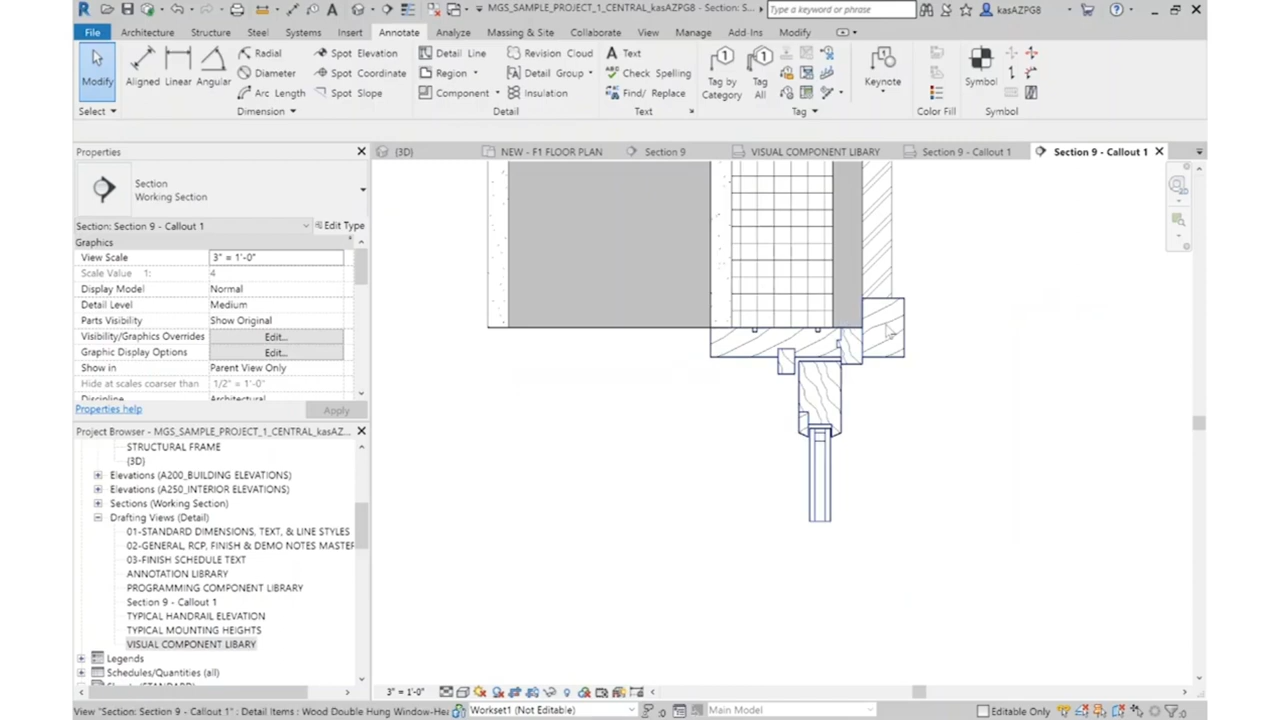 MGS_SAMPLE_PROJECT_1_CENTRAL_kasAZPG8 - Section: S...
Type a keyword or phrase
kasAZPG8
File Architecture Structure Steel Systems Insert Annotate Analyze Massing & Site Collaborate View Manage Add-Ins Modify
Modify
Aligned Linear Angular
Radial
Diameter
Arc Length
Spot Elevation
Spot Coordinate
Spot Slope
Detail Line
Region
Component
Revision Cloud
Detail Group
Insulation
Text
Check Spelling
Find/ Replace
Tag by Category
Tag All
Keynote
Symbol
Select Dimension Detail Text Tag Color Fill Symbol
Properties
{3D} NEW - F1 FLOOR PLAN Section 9 VISUAL COMPONENT LIBRARY Section 9 - Callout 1 Section 9 - Callout 1
Section
Working Section
Section: Section 9 - Callout 1 Edit Type
Graphics
View Scale 3" = 1'-0"
Scale Value 1: 4
Display Model Normal
Detail Level Medium
Parts Visibility Show Original
Visibility/Graphics Overrides Edit...
Graphic Display Options Edit...
Show in Parent View Only
Hide at scales coarser than 1/2" = 1'-0"
Discipline Architectural
Properties help Apply
Project Browser - MGS_SAMPLE_PROJECT_1_CENTRAL_kasAZ...
STRUCTURAL FRAME
{3D}
Elevations (A200_BUILDING ELEVATIONS)
Elevations (A250_INTERIOR ELEVATIONS)
Sections (Working Section)
Drafting Views (Detail)
01-STANDARD DIMENSIONS, TEXT, & LINE STYLES
02-GENERAL, RCP, FINISH & DEMO NOTES MASTER
03-FINISH SCHEDULE TEXT
ANNOTATION LIBRARY
PROGRAMMING COMPONENT LIBRARY
Section 9 - Callout 1
TYPICAL HANDRAIL ELEVATION
TYPICAL MOUNTING HEIGHTS
VISUAL COMPONENT LIBARY
Legends
Schedules/Quantities (all)
3" = 1'-0"
View "Section: Section 9 - Callout 1" : Detail Items : Wood Double Hung Window-He
Workset1 (Not Editable)
:0
Main Model
Editable Only
:0